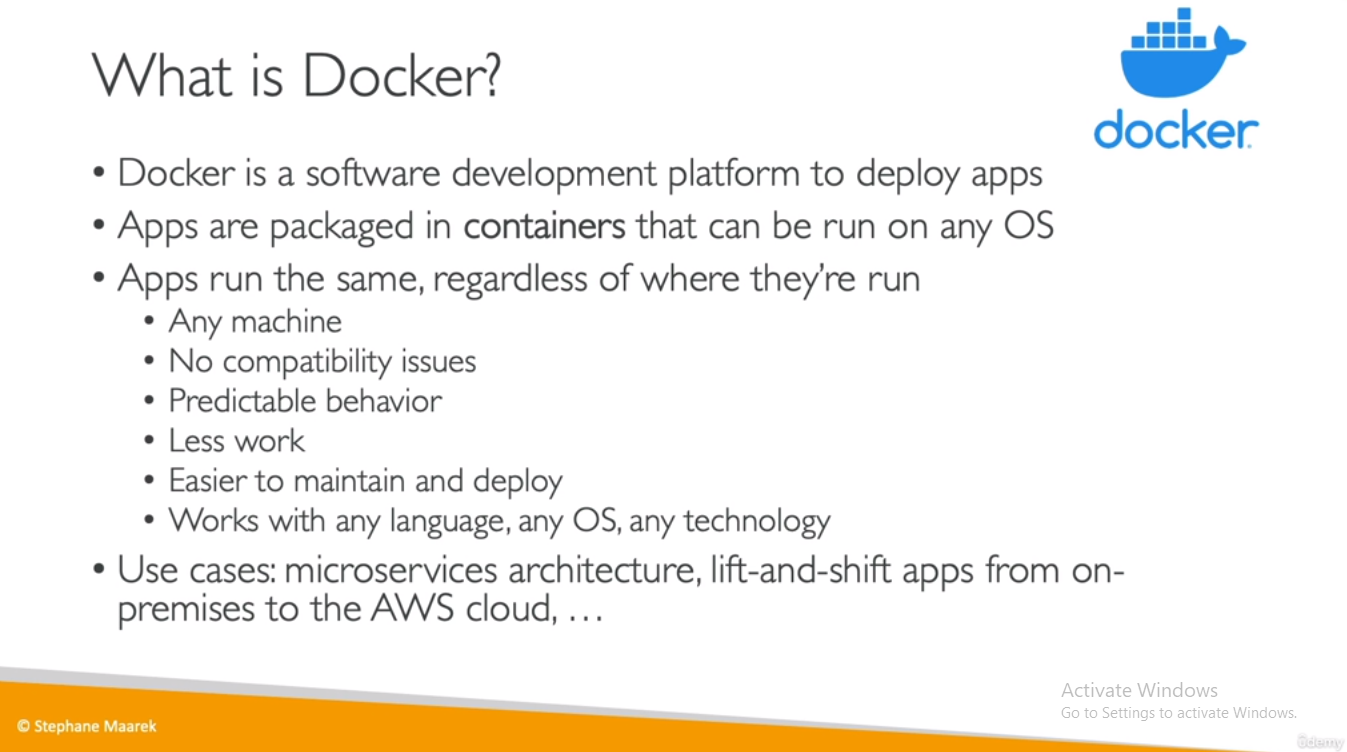 What is Docker?
docker
• Docker is a software development platform to deploy apps
• Apps are packaged in containers that can be run on any OS
• Apps run the same, regardless of where they're run
• Any machine
• No compatibility issues
• Predictable behavior
• Less work
• Easier to maintain and deploy
• Works with any language, any OS, any technology
• Use cases: microservices architecture, lift-and-shift apps from on-
premises to the AWS cloud, …
Activate Windows
Go to Settings to activate Windows.
© Stephane Maarek
ûdemy